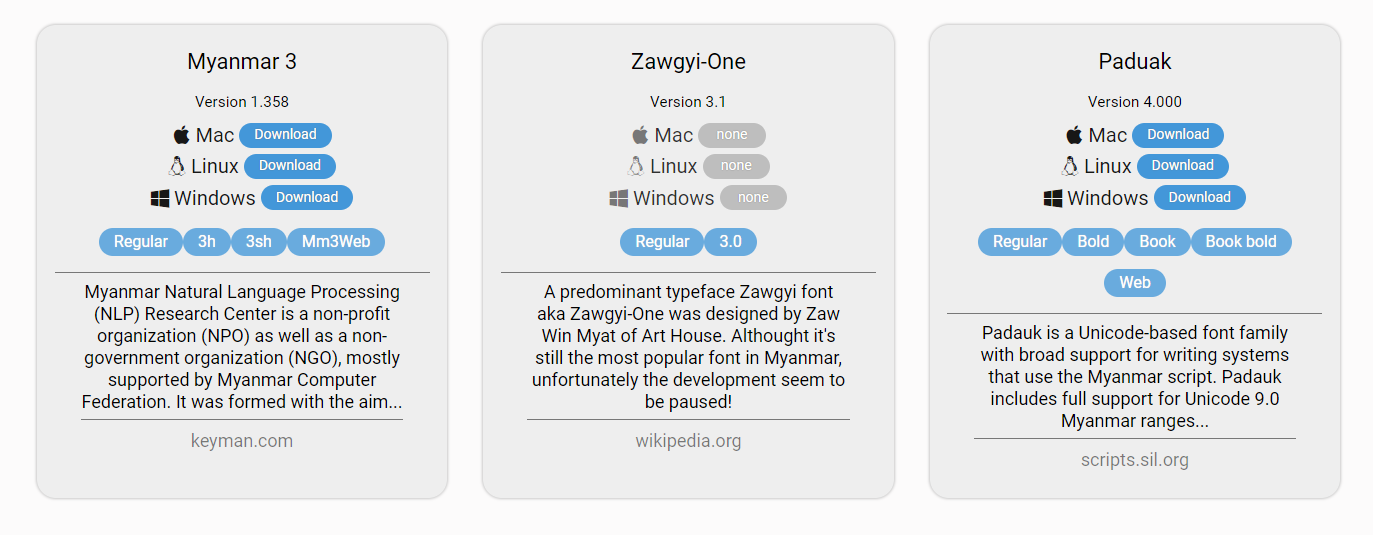 Myanmar 3
Version 1.358
Mac Download
Linux Download
Windows Download
Regular 3h 3sh Mm3Web
Myanmar Natural Language Processing
(NLP) Research Center is a non-profit
organization (NPO) as well as a non-
government organization (NGO), mostly
supported by Myanmar Computer
Federation. It was formed with the aim...
keyman.com
Zawgyi-One
Version 3.1
Mac none
Linux none
Windows none
Regular 3.0
A predominant typeface Zawgyi font
aka Zawgyi-One was designed by Zaw
Win Myat of Art House. Althought it's
still the most popular font in Myanmar,
unfortunately the development seem to
be paused!
wikipedia.org
Paduak
Version 4.000
Mac Download
Linux Download
Windows Download
Regular Bold Book Book bold
Web
Padauk is a Unicode-based font family
with broad support for writing systems
that use the Myanmar script. Padauk
includes full support for Unicode 9.0
Myanmar ranges...
scripts.sil.org